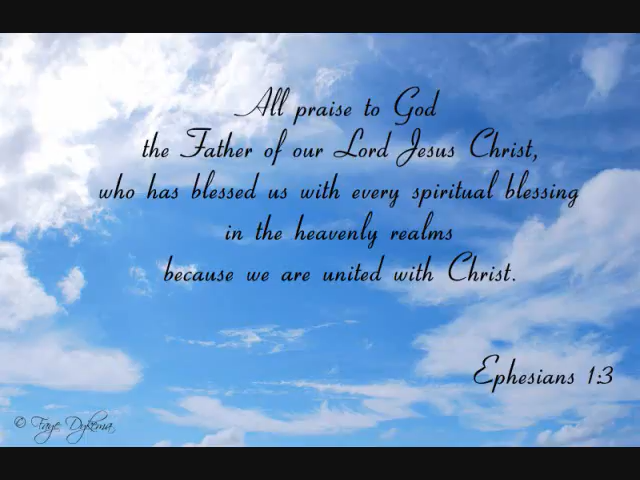 All praise to God
the Father of our Lord Jesus Christ,
who has blessed us with every spiritual blessing
in the heavenly realms
because we are united with Christ.
Ephesians 1:3
© Faye Dykema